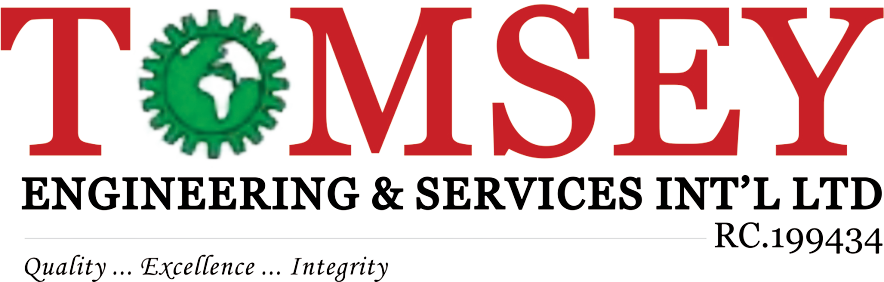 TOMSEY
ENGINEERING & SERVICES INT’L LTD
RC.199434
Quality ... Excellence ... Integrity